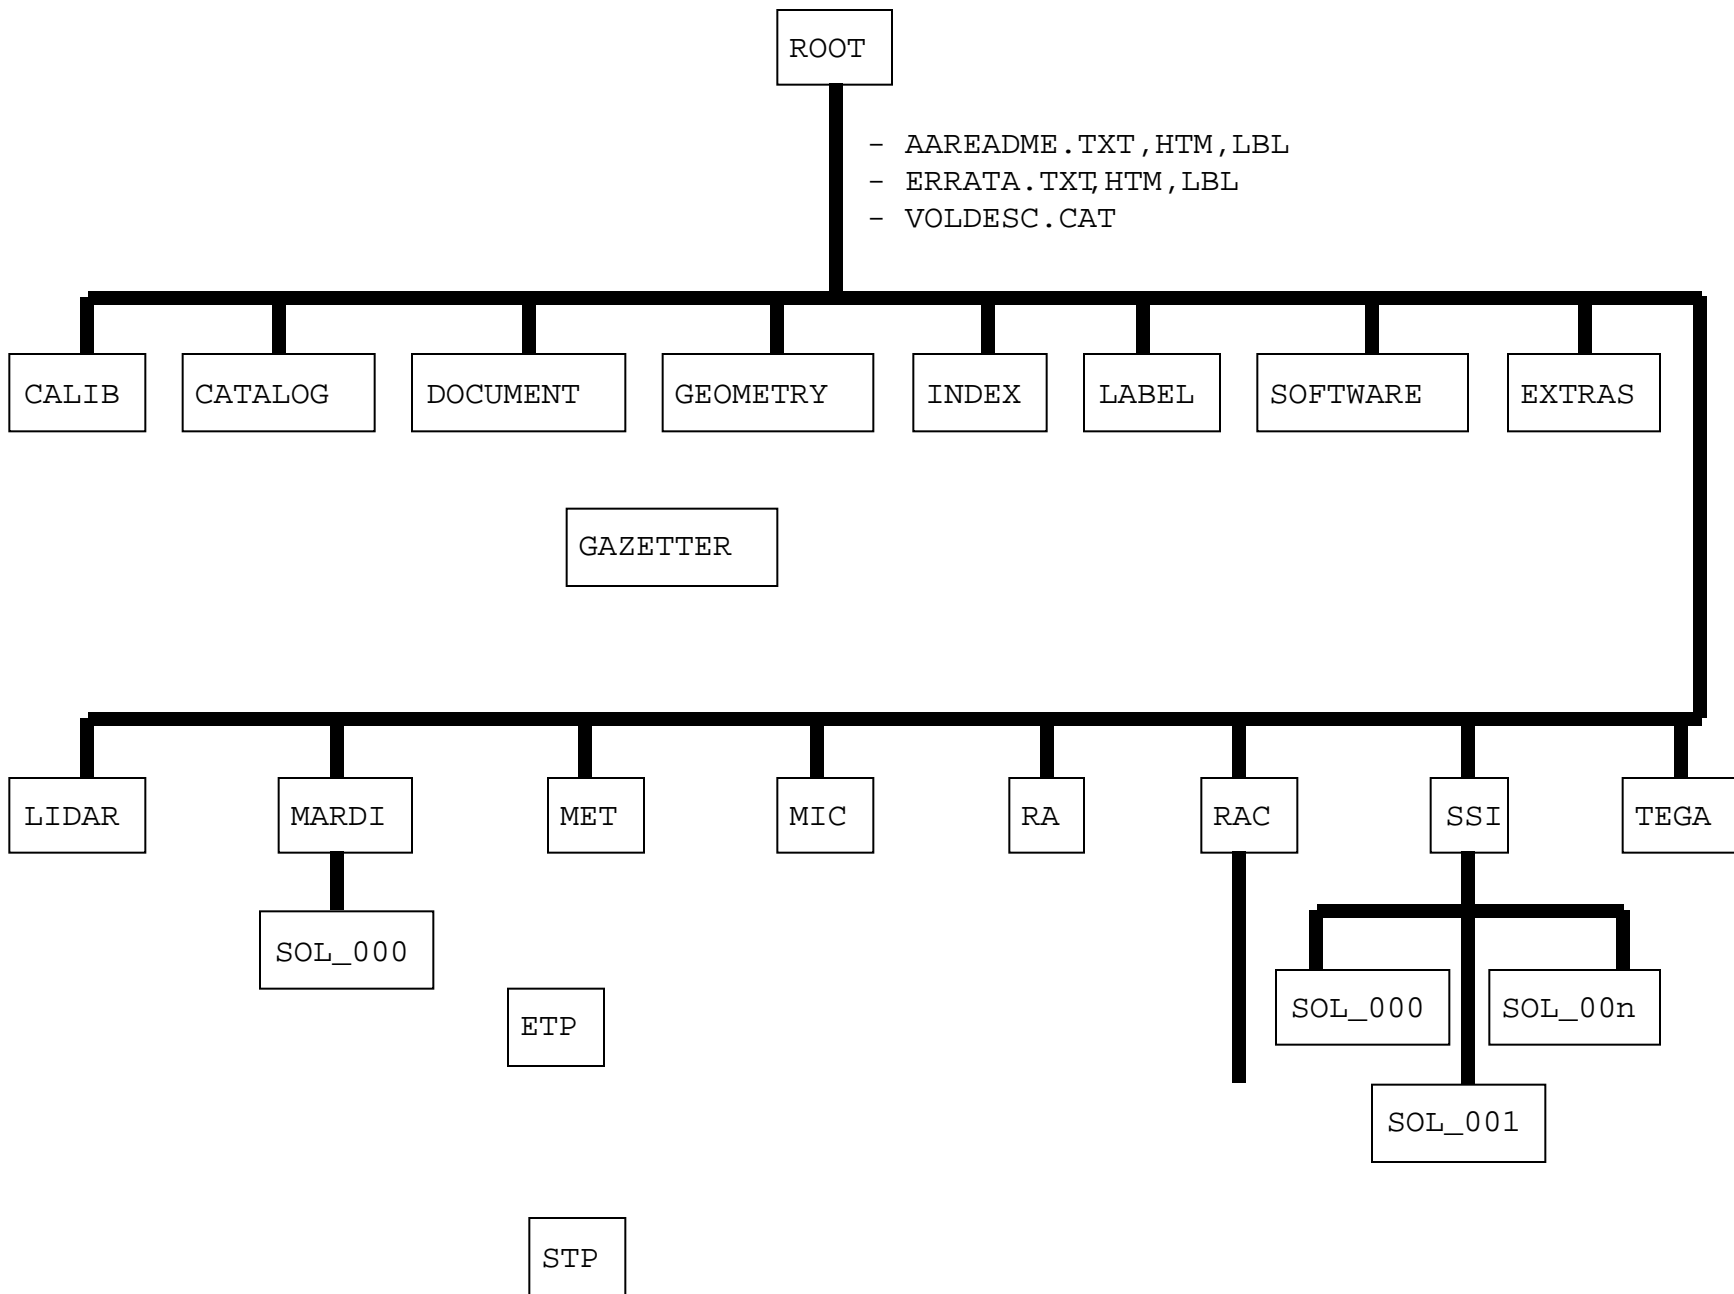 ROOT
- AAREADME.TXT,HTM,LBL
- ERRATA.TXT,HTM,LBL
- VOLDESC.CAT
CALIB
CATALOG
DOCUMENT
GEOMETRY
INDEX
LABEL
SOFTWARE
EXTRAS
GAZETTER
LIDAR
MARDI
MET
MIC
RA
RAC
SSI
TEGA
SOL_000
ETP
SOL_000
SOL_00n
SOL_001
STP